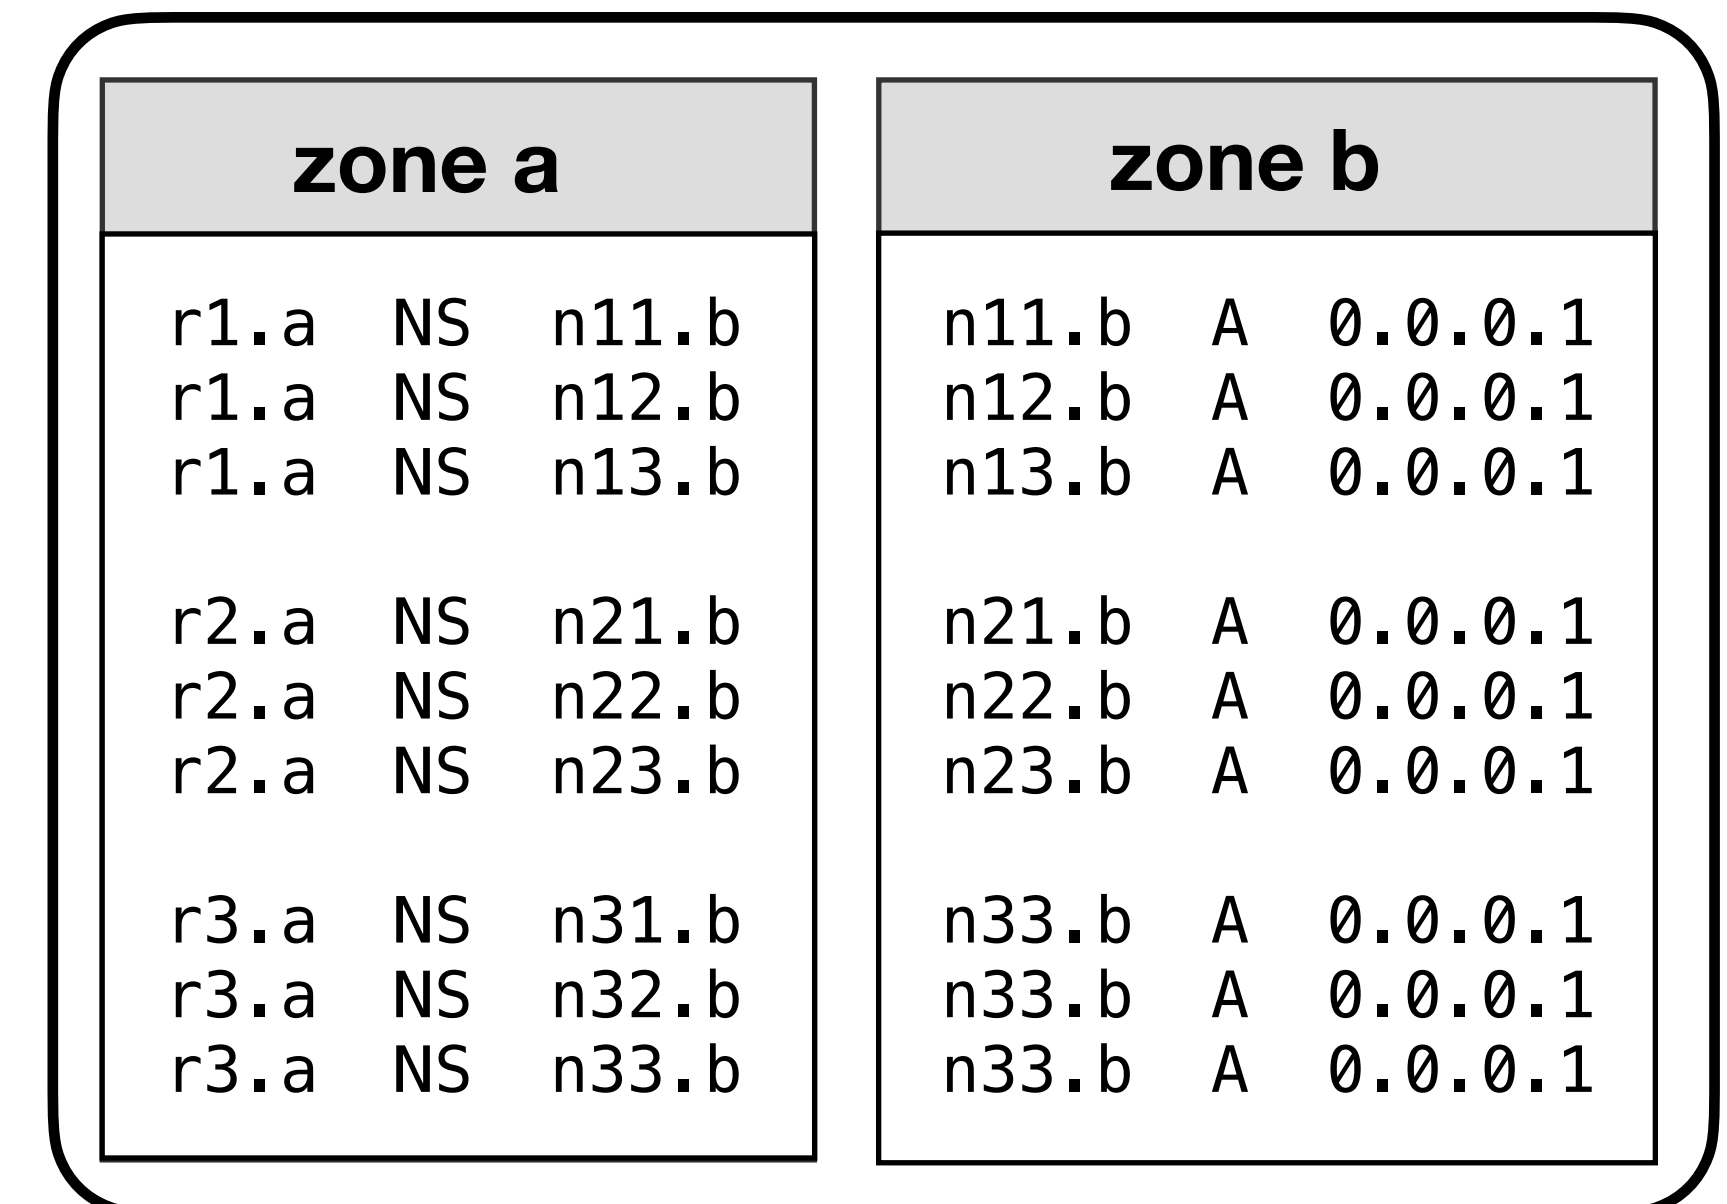 zone a
r1.a NS n11.b
r1.a NS n12.b
r1.a NS n13.b
r2.a NS n21.b
r2.a NS n22.b
r2.a NS n23.b
r3.a NS n31.b
r3.a NS n32.b
r3.a NS n33.b
zone b
n11.b A 0.0.0.1
n12.b A 0.0.0.1
n13.b A 0.0.0.1
n21.b A 0.0.0.1
n22.b A 0.0.0.1
n23.b A 0.0.0.1
n33.b A 0.0.0.1
n33.b A 0.0.0.1
n33.b A 0.0.0.1